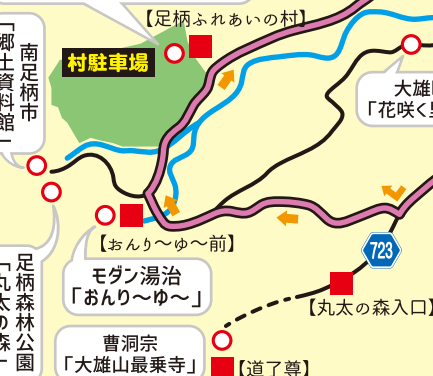 【足柄ふれあいの村】
村駐車場
南足柄市
「郷土資料館」
大雄
「花咲く里
【おんり〜ゆ〜前】
モダン湯治
「おんり〜ゆ〜」
723
【丸太の森入口】
足柄森林公園
「丸太の森」
曹洞宗
「大雄山最乗寺」
【道了尊】